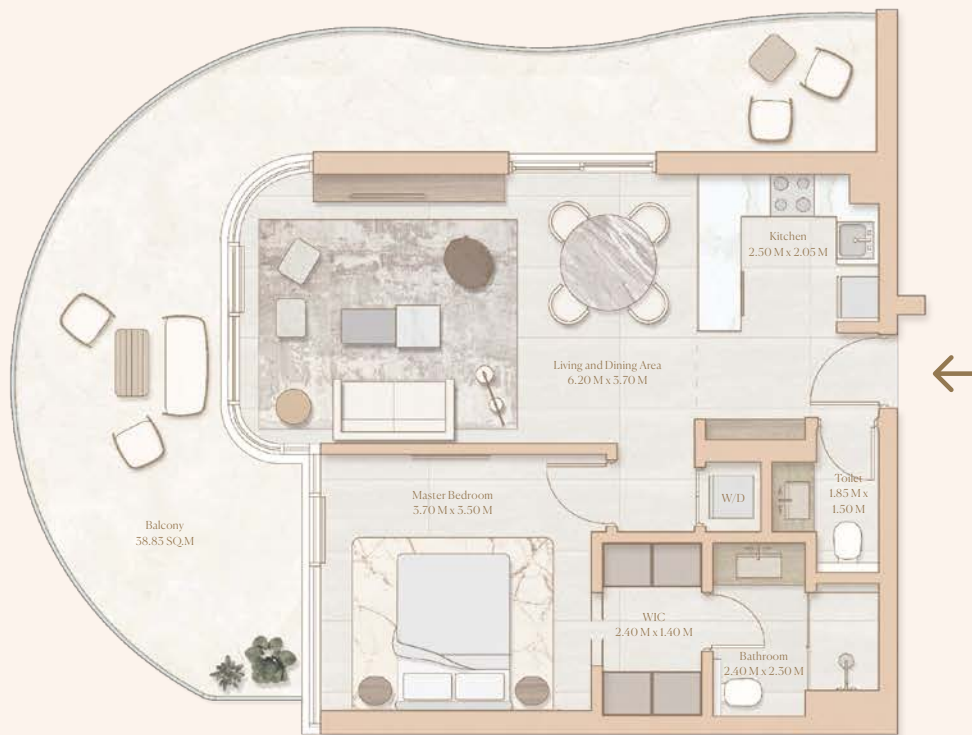 Kitchen
2.50 M x 2.05 M
Living and Dining Area
6.20 M x 3.70 M
Master Bedroom
3.70 M x 3.50 M
W/D
Toilet
1.85 M x
1.50 M
Balcony
38.83 SQ.M
WIC
2.40 M x 1.40 M
Bathroom
2.40 M x 2.30 M